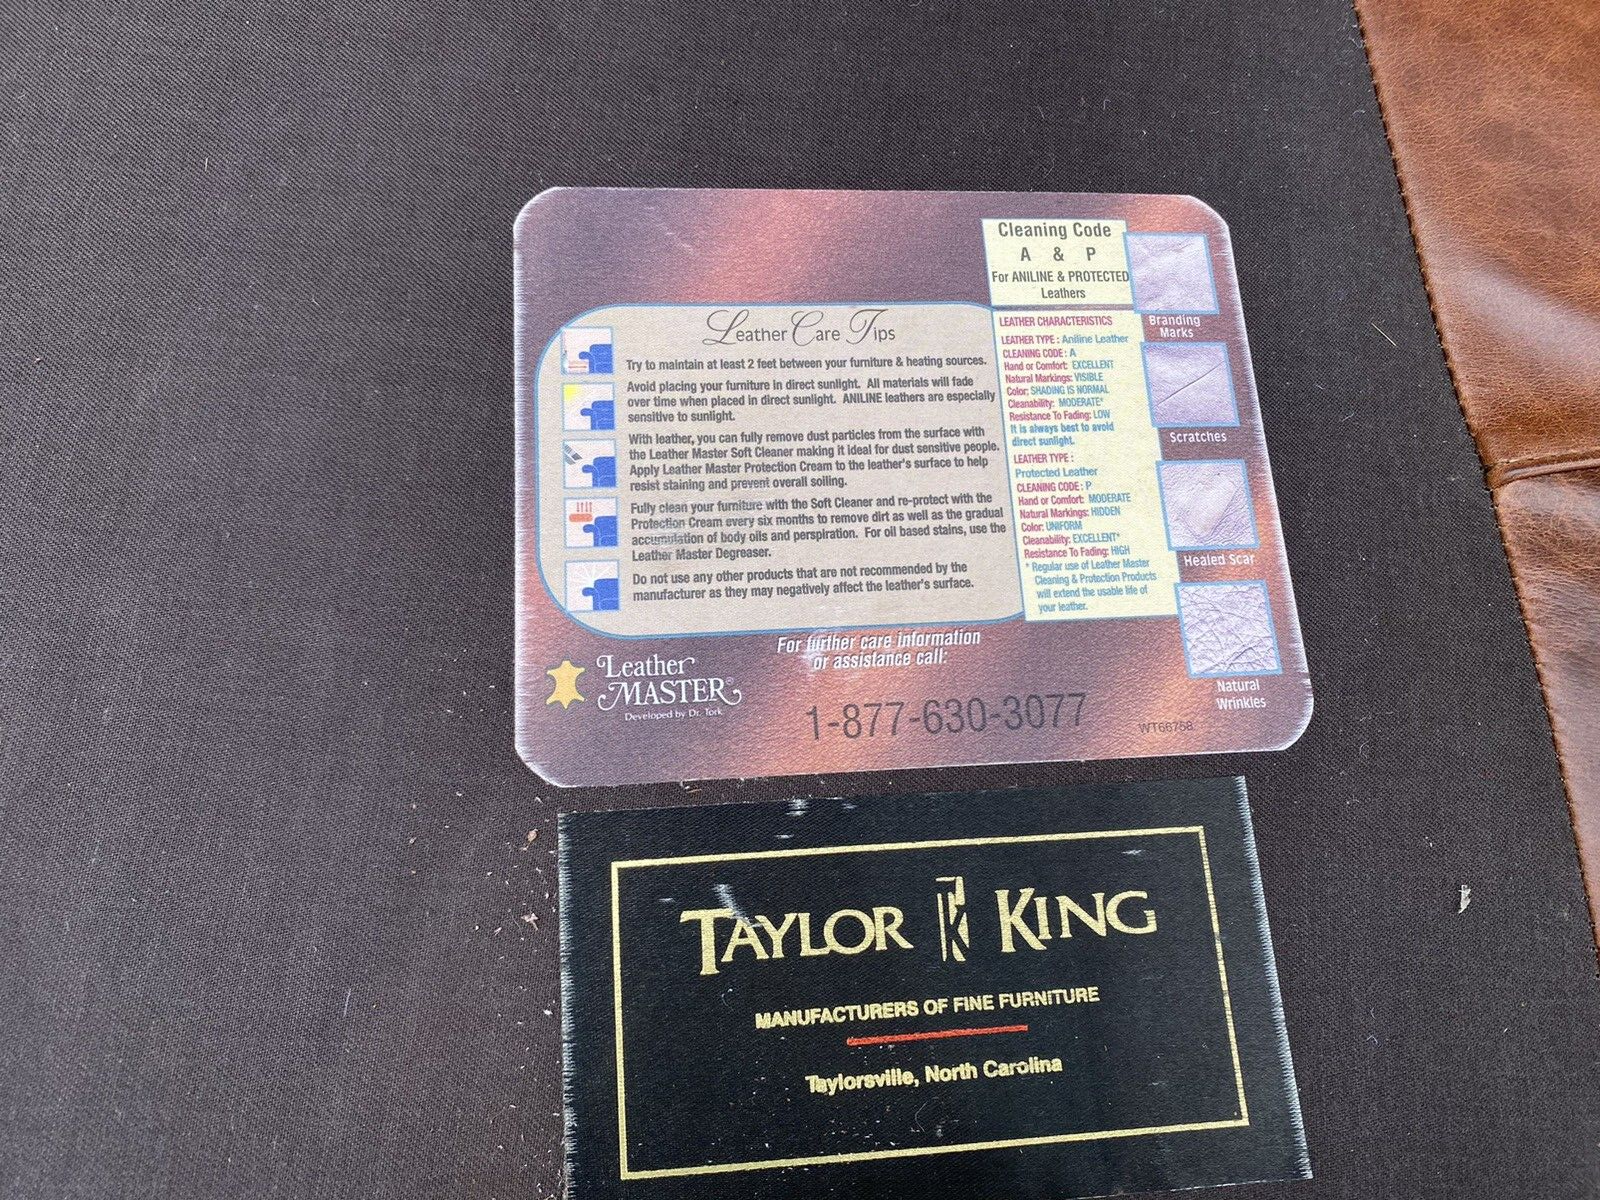 Cleaning Code
A & P
For ANILINE & PROTECTED
Leathers
Leather Care Tips
Try to maintain at least 2 feet between your furniture & heating sources.
Avoid placing your furniture in direct sunlight. All materials will fade
over time when placed in direct sunlight. ANILINE leathers are especially
sensitive to sunlight.
With leather, you can fully remove dust particles from the surface with
the Leather Master Soft Cleaner making it ideal for dust sensitive people.
Apply Leather Master Protection Cream to the leather's surface to help
resist staining and prevent overall soiling.
Fully clean your furniture with the Soft Cleaner and re-protect with the
Protection Cream every six months to remove dirt as well as the gradual
accumulation of body oils and perspiration. For oil based stains, use the
Leather Master Degreaser.
Do not use any other products that are not recommended by the
manufacturer as they may negatively affect the leather's surface.
LEATHER CHARACTERISTICS
LEATHER TYPE : Aniline Leather
CLEANING CODE : A
Hand or Comfort: EXCELLENT
Natural Markings: VISIBLE
Color: SHADING IS NORMAL
Cleanability: MODERATE*
Resistance To Fading: LOW
It is always best to avoid
direct sunlight.
LEATHER TYPE :
Protected Leather
CLEANING CODE : P
Hand or Comfort: MODERATE
Natural Markings: HIDDEN
Color: UNIFORM
Cleanability: EXCELLENT*
Resistance To Fading: HIGH
* Regular use of Leather Master
Cleaning & Protection Products
will extend the usable life of
your leather.
Branding
Marks
Scratches
Healed Scar
Natural
Wrinkles
For further care information
or assistance call:
Leather
MASTER®
Developed by Dr. Tork
1-877-630-3077
WT66768
TAYLOR KING
MANUFACTURERS OF FINE FURNITURE
Taylorsville, North Carolina